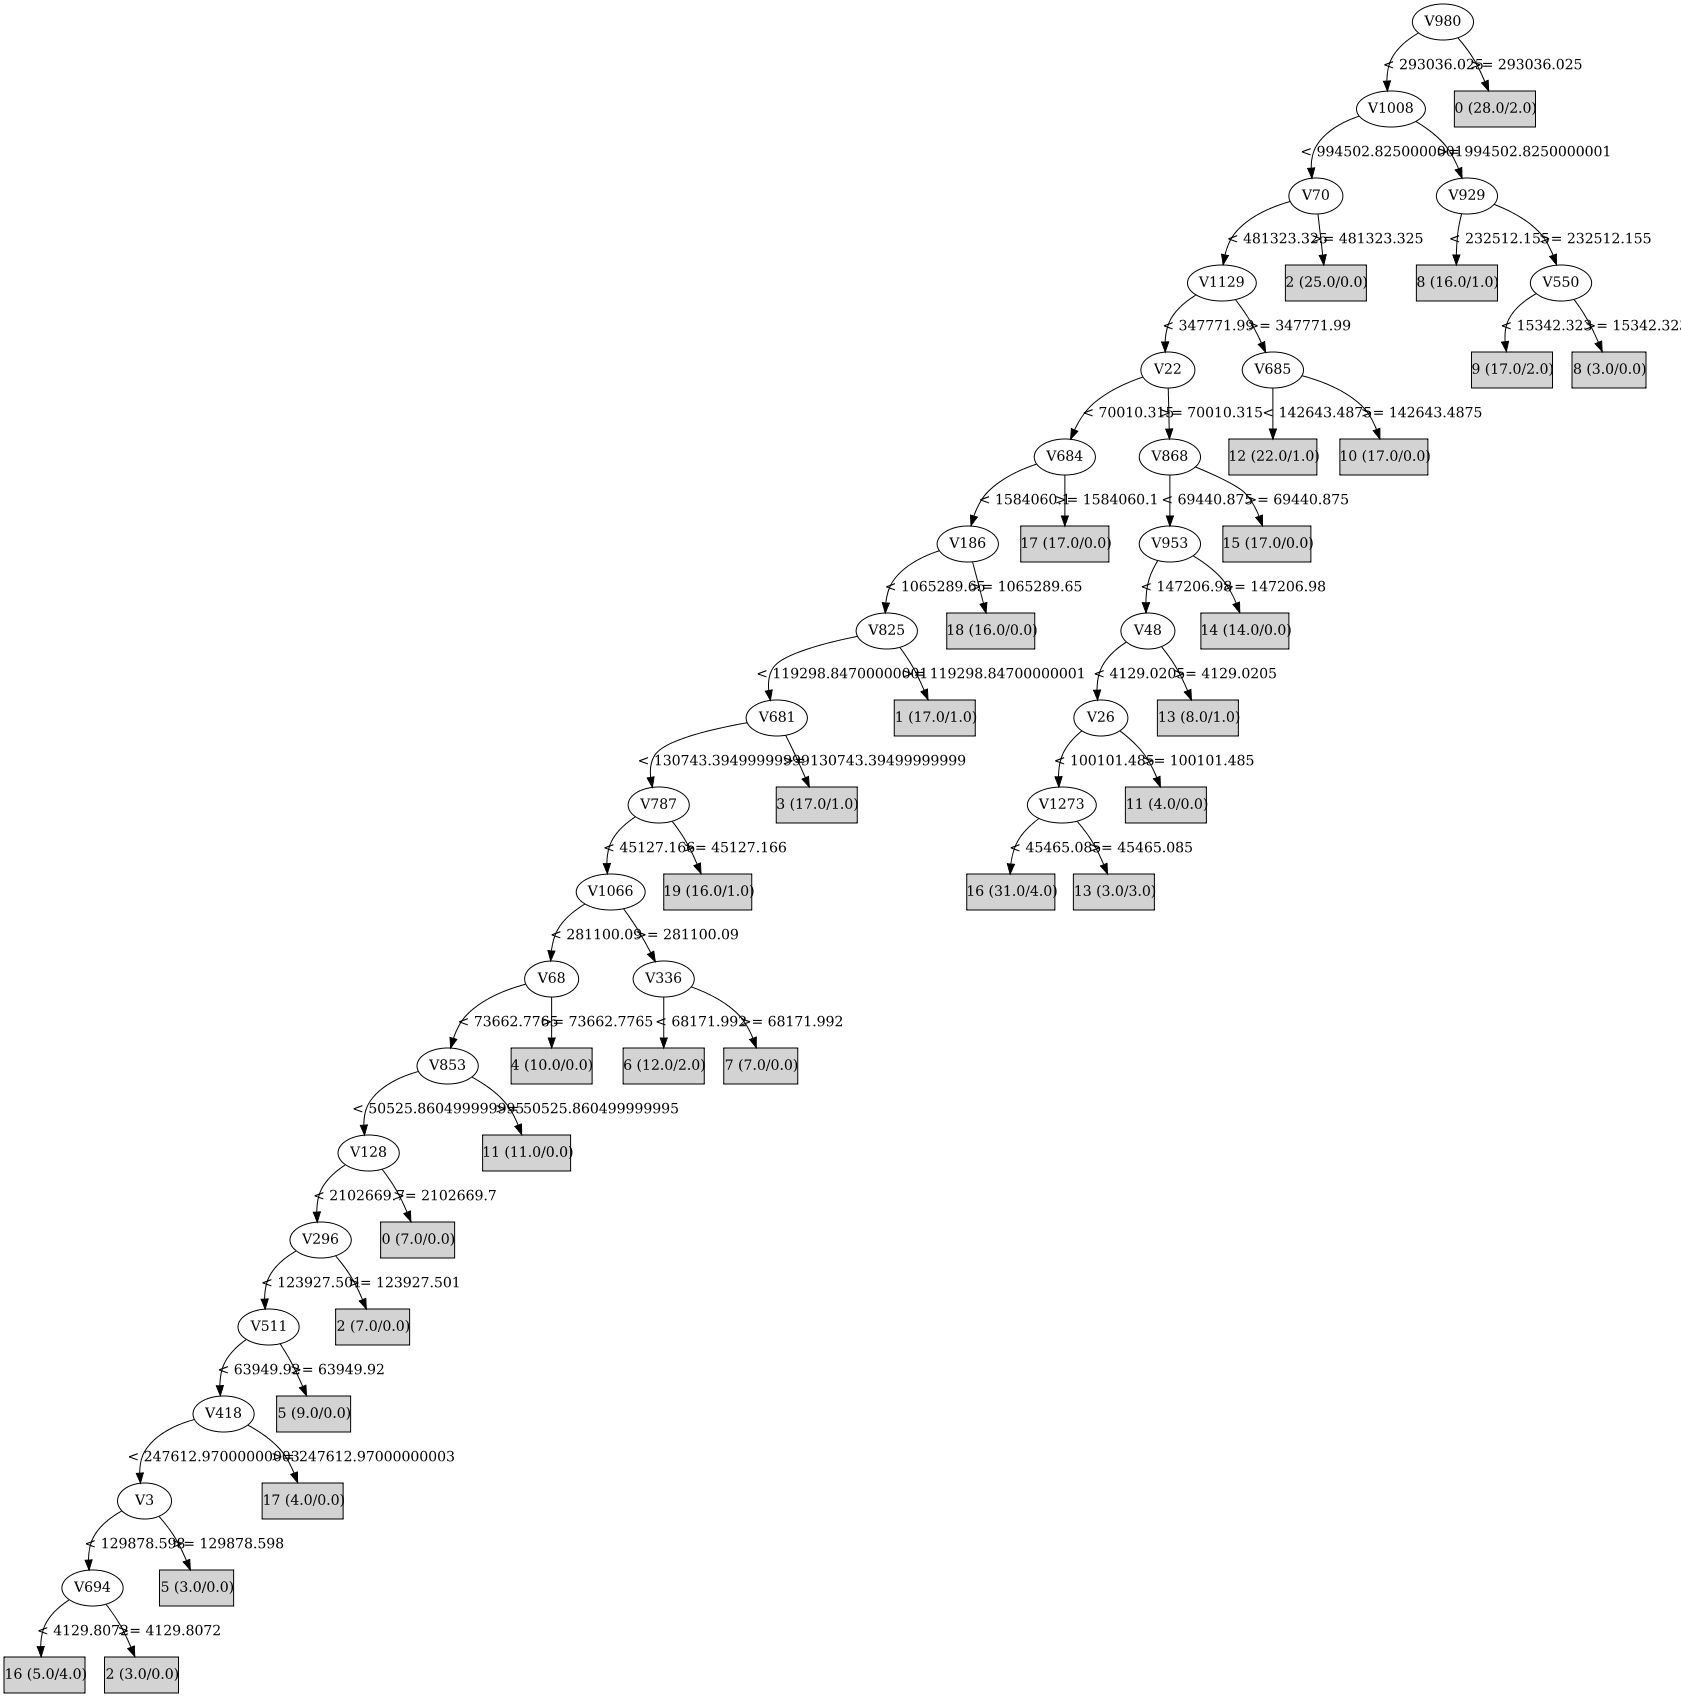 V980
< 293036.025 >= 293036.025
V1008 0 (28.0/2.0)
< 994502.8250000001 >= 994502.8250000001
V70 V929
< 481323.325 >= 481323.325 < 232512.155 >= 232512.155
V1129 2 (25.0/0.0) 8 (16.0/1.0) V550
< 347771.99 >= 347771.99 < 15342.323 >= 15342.323
V22 V685 9 (17.0/2.0) 8 (3.0/0.0)
< 70010.315 >= 70010.315 < 142643.4875 >= 142643.4875
V684 V868 12 (22.0/1.0) 10 (17.0/0.0)
< 1584060.1 >= 1584060.1 < 69440.875 >= 69440.875
V186 17 (17.0/0.0) V953 15 (17.0/0.0)
< 1065289.65 >= 1065289.65 < 147206.98 >= 147206.98
V825 18 (16.0/0.0) V48 14 (14.0/0.0)
< 119298.84700000001 >= 119298.84700000001 < 4129.0205 >= 4129.0205
V681 1 (17.0/1.0) V26 13 (8.0/1.0)
< 130743.39499999999 >= 130743.39499999999 < 100101.485 >= 100101.485
V787 3 (17.0/1.0) V1273 11 (4.0/0.0)
< 45127.166 >= 45127.166 < 45465.085 >= 45465.085
V1066 19 (16.0/1.0) 16 (31.0/4.0) 13 (3.0/3.0)
< 281100.09 >= 281100.09
V68 V336
< 73662.7765 >= 73662.7765 < 68171.992 >= 68171.992
V853 4 (10.0/0.0) 6 (12.0/2.0) 7 (7.0/0.0)
< 50525.860499999995 >= 50525.860499999995
V128 11 (11.0/0.0)
< 2102669.7 >= 2102669.7
V296 0 (7.0/0.0)
< 123927.501 >= 123927.501
V511 2 (7.0/0.0)
< 63949.92 >= 63949.92
V418 5 (9.0/0.0)
< 247612.97000000003 >= 247612.97000000003
V3 17 (4.0/0.0)
< 129878.598 >= 129878.598
V694 5 (3.0/0.0)
< 4129.8072 >= 4129.8072
16 (5.0/4.0) 2 (3.0/0.0)